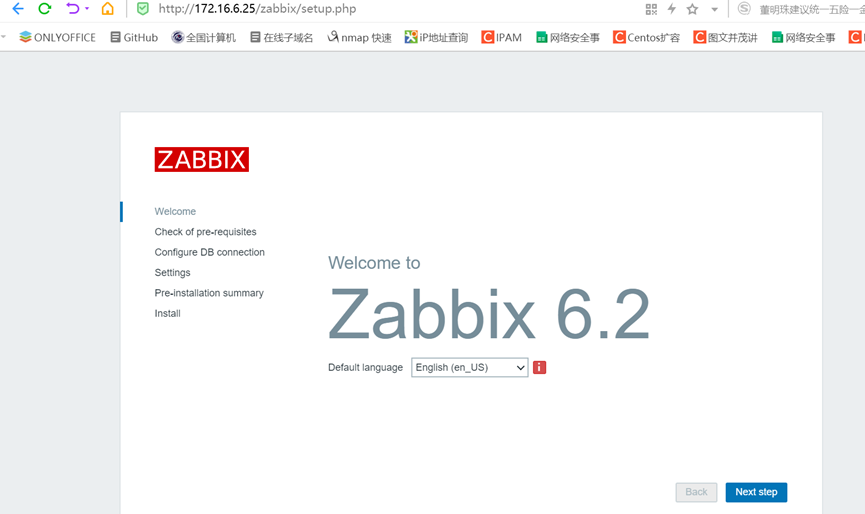 http://172.16.6.25/zabbix/setup.php
董明珠建议统一五险一金
ONLYOFFICE GitHub 全国计算机 在线子域名 nmap 快速 iP地址查询 IPAM 网络安全事 Centos扩容 图文并茂讲 网络安全事
ZABBIX
Welcome
Check of pre-requisites
Configure DB connection
Settings
Pre-installation summary
Install
Welcome to
Zabbix 6.2
Default language English (en_US)
Back Next step